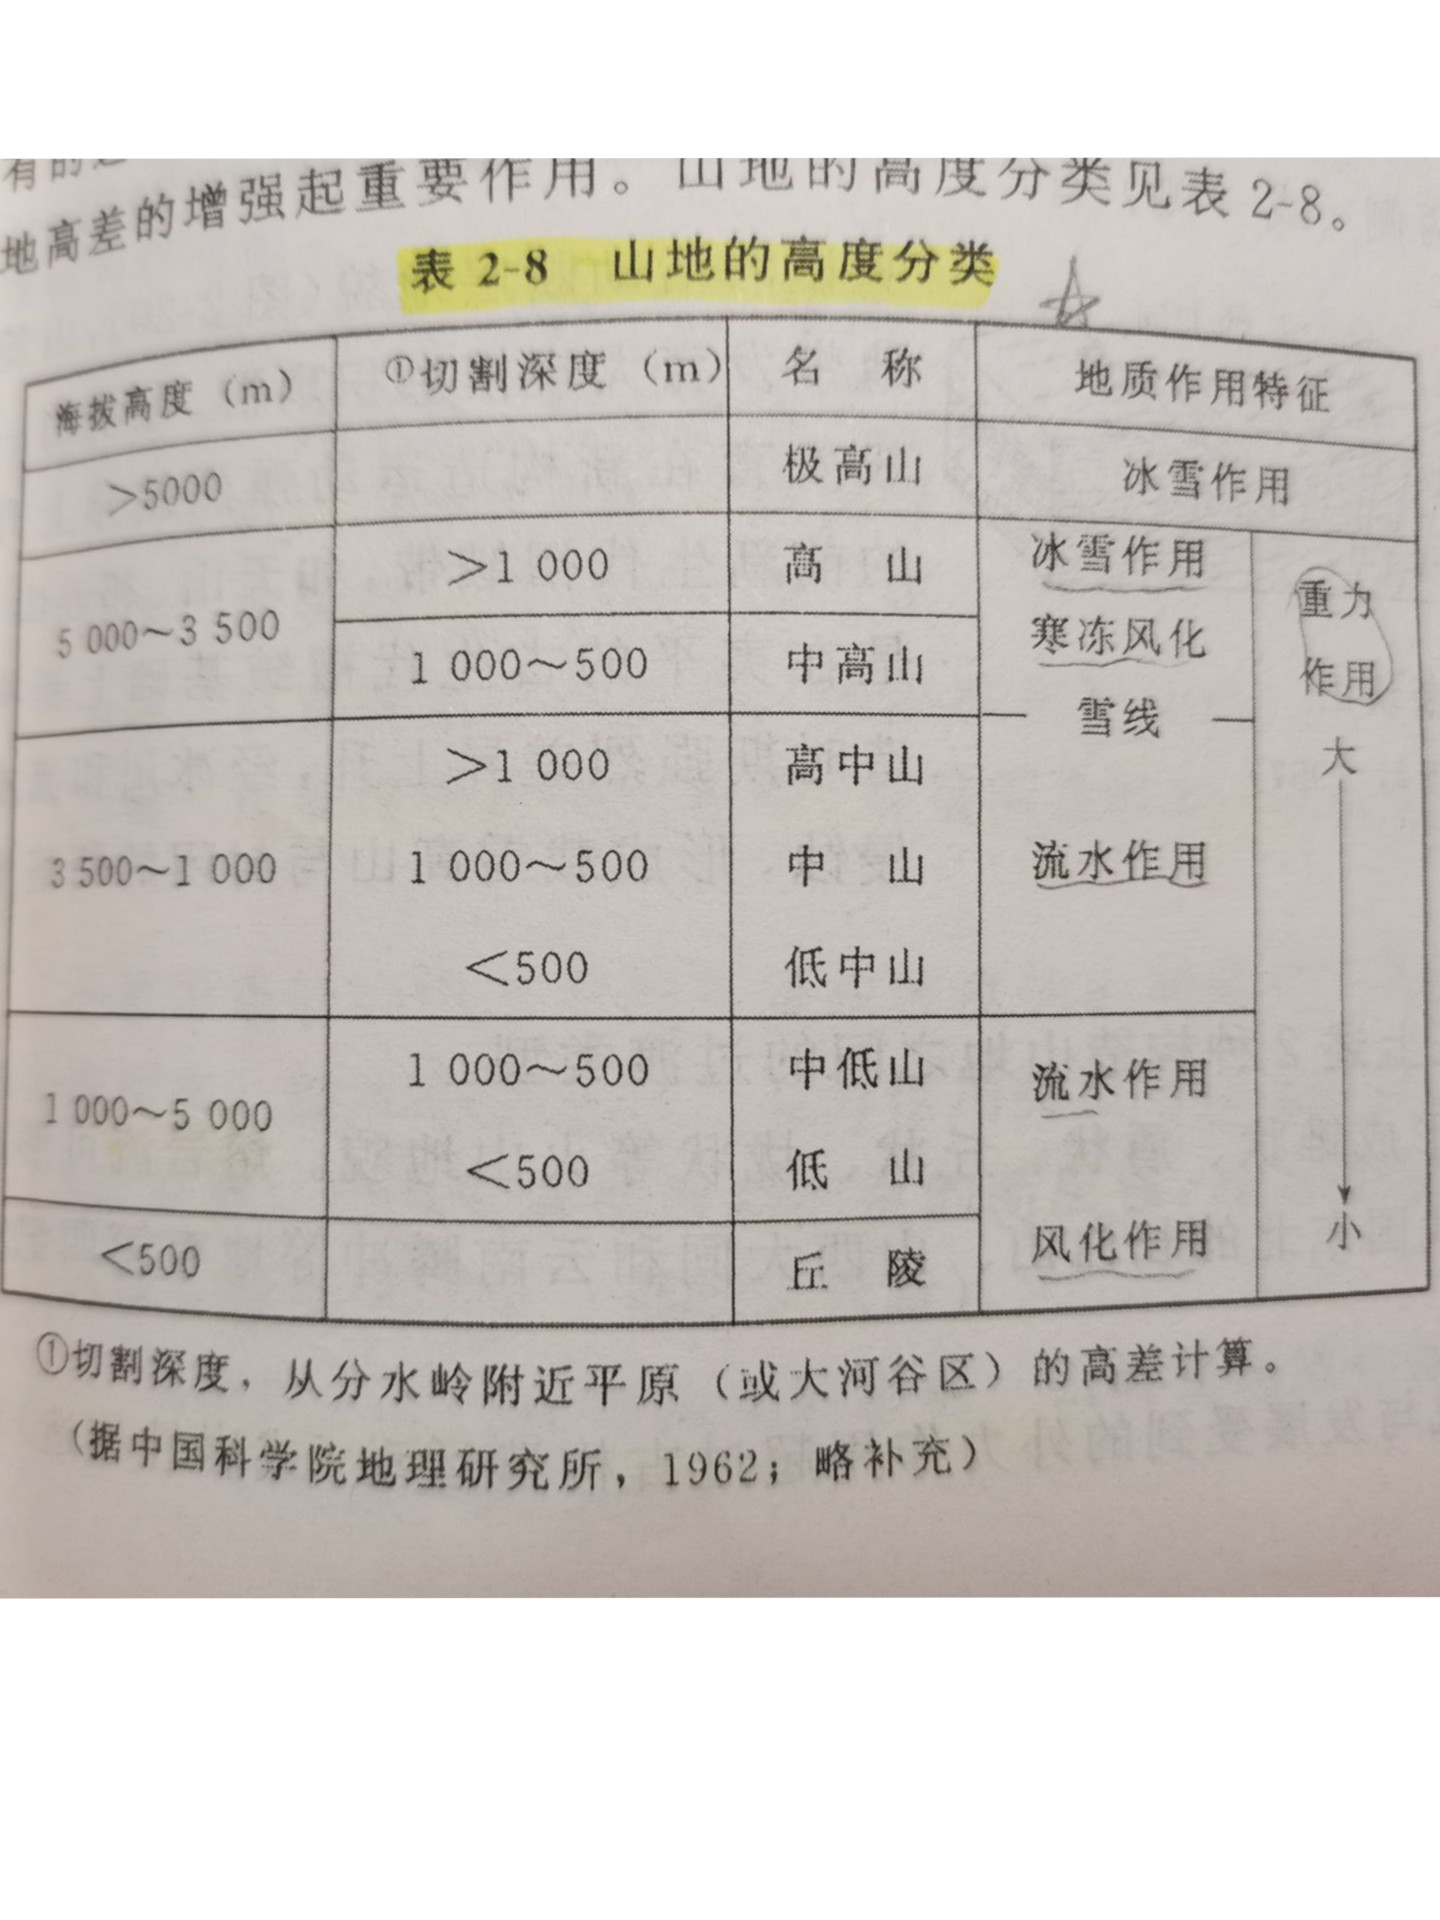 有的
地高差的增强起重要作用。山地的高度分类见表 2-8。
表 2-8 山地的高度分类
海拔高度（m） ①切割深度（m） 名 称 地质作用特征
>5000 极高山 冰雪作用
5 000～3 500 >1 000 高 山 冰雪作用 重力
1 000～500 中高山 寒冻风化 作用
雪线
3 500～1 000 >1 000 高中山 大
1 000～500 中 山 流水作用
<500 低中山
1 000～5 000 1 000～500 中低山 流水作用
<500 低 山
<500 丘 陵 风化作用 小
①切割深度，从分水岭附近平原（或大河谷区）的高差计算。
（据中国科学院地理研究所，1962；略补充）